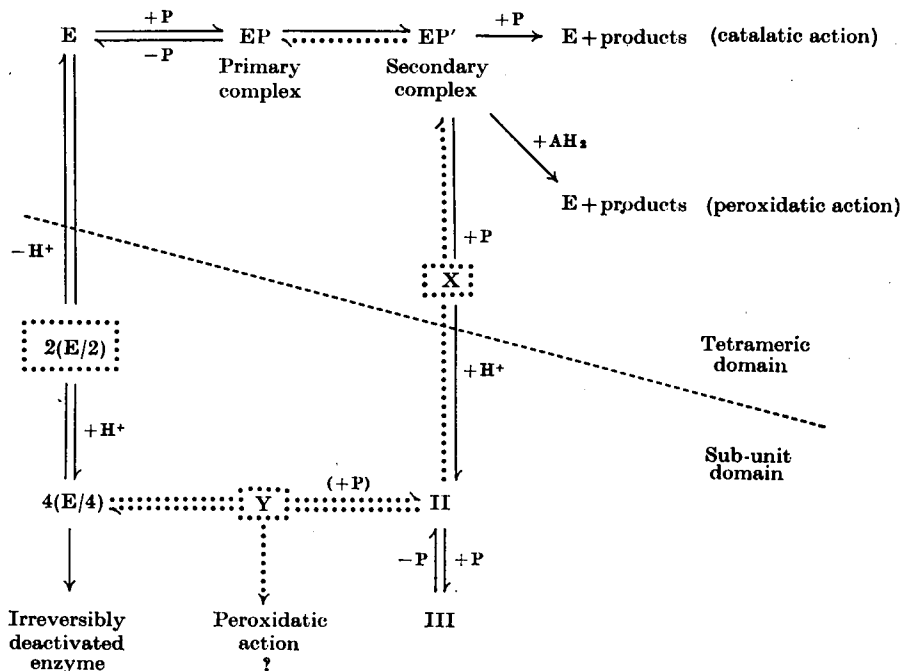 +P
+P
E
EP
EP′
E + products (catalatic action)
−P
Primary
complex
Secondary
complex
+AH₂
E + products (peroxidatic action)
−H⁺
+P
X
2(E/2)
Tetrameric
domain
+H⁺
+H⁺
Sub-unit
domain
(+P)
4(E/4)
Y
II
−P
+P
Irreversibly
deactivated
enzyme
Peroxidatic
action
?
III